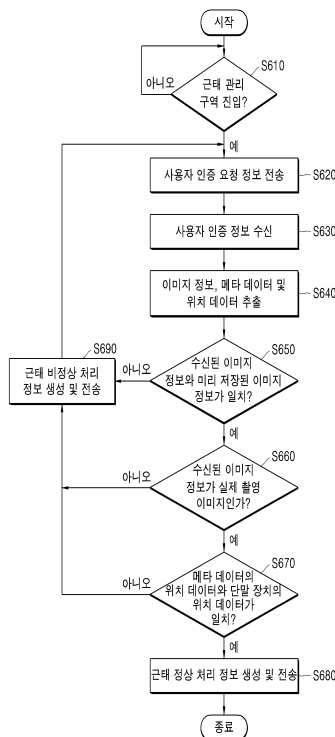 시작
S610
아니오
근태 관리
구역 진입?
예
사용자 인증 요청 정보 전송
S620
사용자 인증 정보 수신
S630
이미지 정보, 메타 데이터 및
위치 데이터 추출
S640
S690
근태 비정상 처리
정보 생성 및 전송
아니오
S650
수신된 이미지
정보와 미리 저장된 이미지
정보가 일치?
예
S660
아니오
수신된 이미지
정보가 실제 촬영
이미지인가?
예
S670
아니오
메타 데이터의
위치 데이터와 단말 장치의
위치 데이터가
일치?
예
근태 정상 처리 정보 생성 및 전송
S680
종료